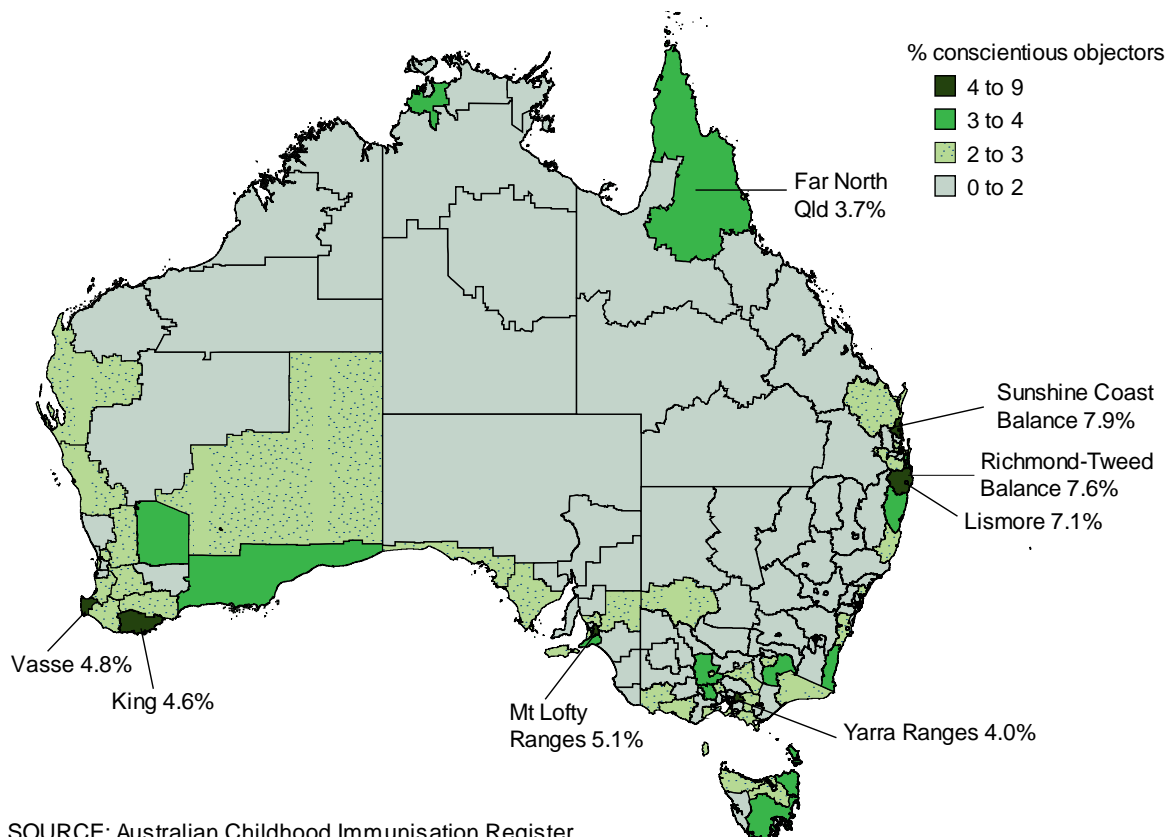 % conscientious objectors
4 to 9
3 to 4
2 to 3
0 to 2
Far North
Qld 3.7%
Sunshine Coast
Balance 7.9%
Richmond-Tweed
Balance 7.6%
Lismore 7.1%
Vasse 4.8%
King 4.6%
Mt Lofty
Ranges 5.1%
Yarra Ranges 4.0%
SOURCE: Australian Childhood Immunisation Register